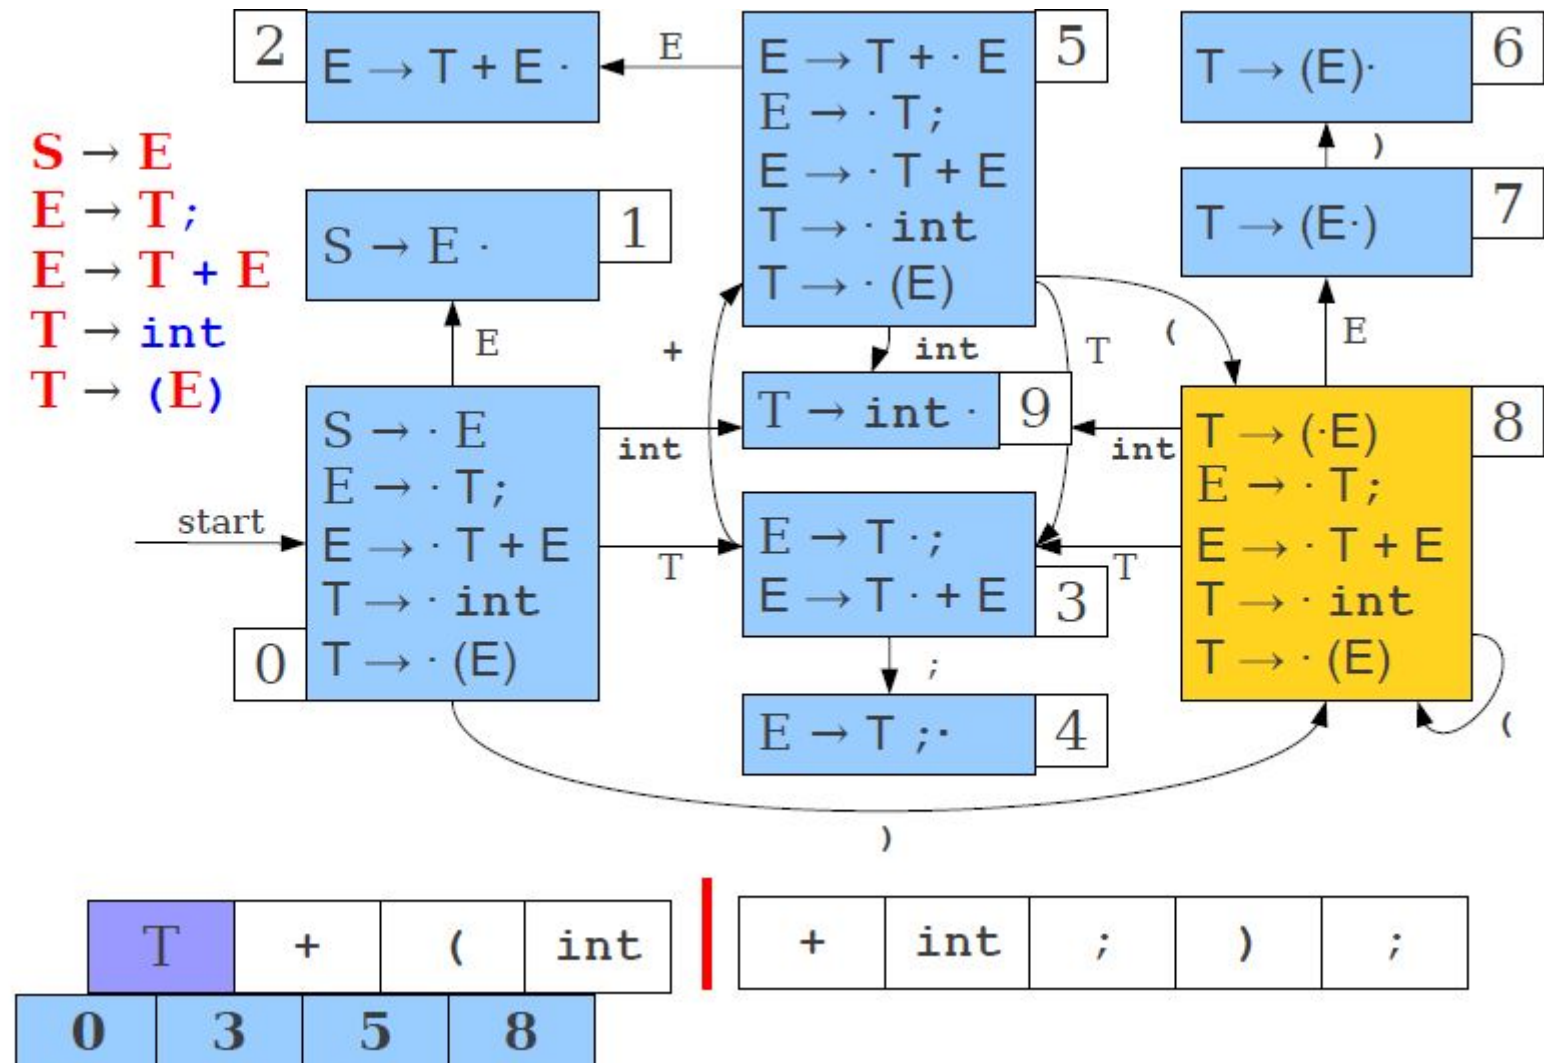 S → E
E → T ;
E → T + E
T → int
T → (E)
2
E → T + E ·
E
E → T + · E
E → · T ;
E → · T + E
T → · int
T → · (E)
5
T → (E)·
6
)
T → (E·)
7
S → E ·
1
E
+
int
T
(
E
T → int ·
9
S → · E
E → · T ;
E → · T + E
T → · int
T → · (E)
0
start
int
T
int
T
T → (·E)
E → · T ;
E → · T + E
T → · int
T → · (E)
8
(
E → T · ;
E → T · + E
3
;
E → T ;·
4
)
T + ( int + int ; ) ;
0 3 5 8